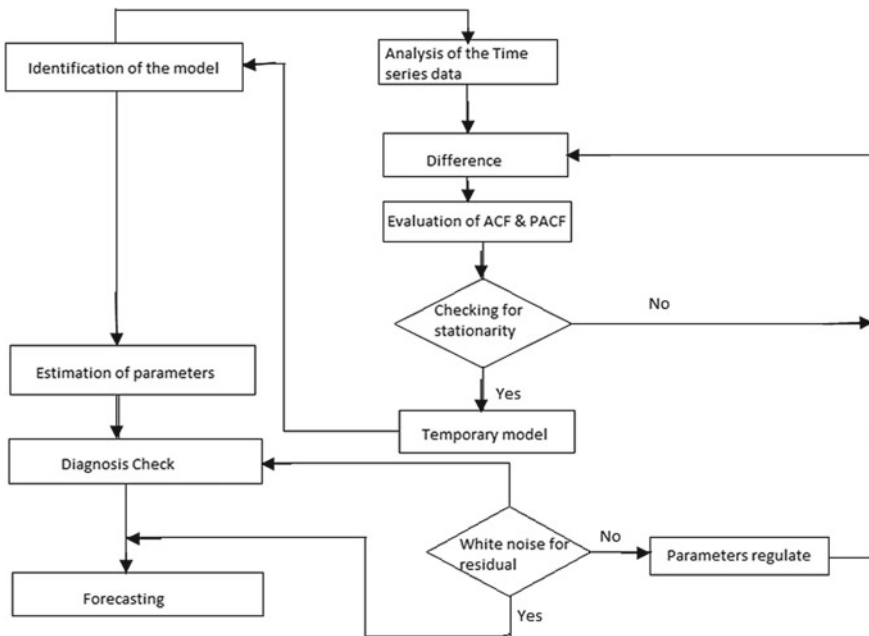 Identification of the model
Analysis of the Time
series data
Difference
Evaluation of ACF & PACF
Checking for
stationarity
No
Yes
Estimation of parameters
Temporary model
Diagnosis Check
White noise for
residual
No
Parameters regulate
Yes
Forecasting